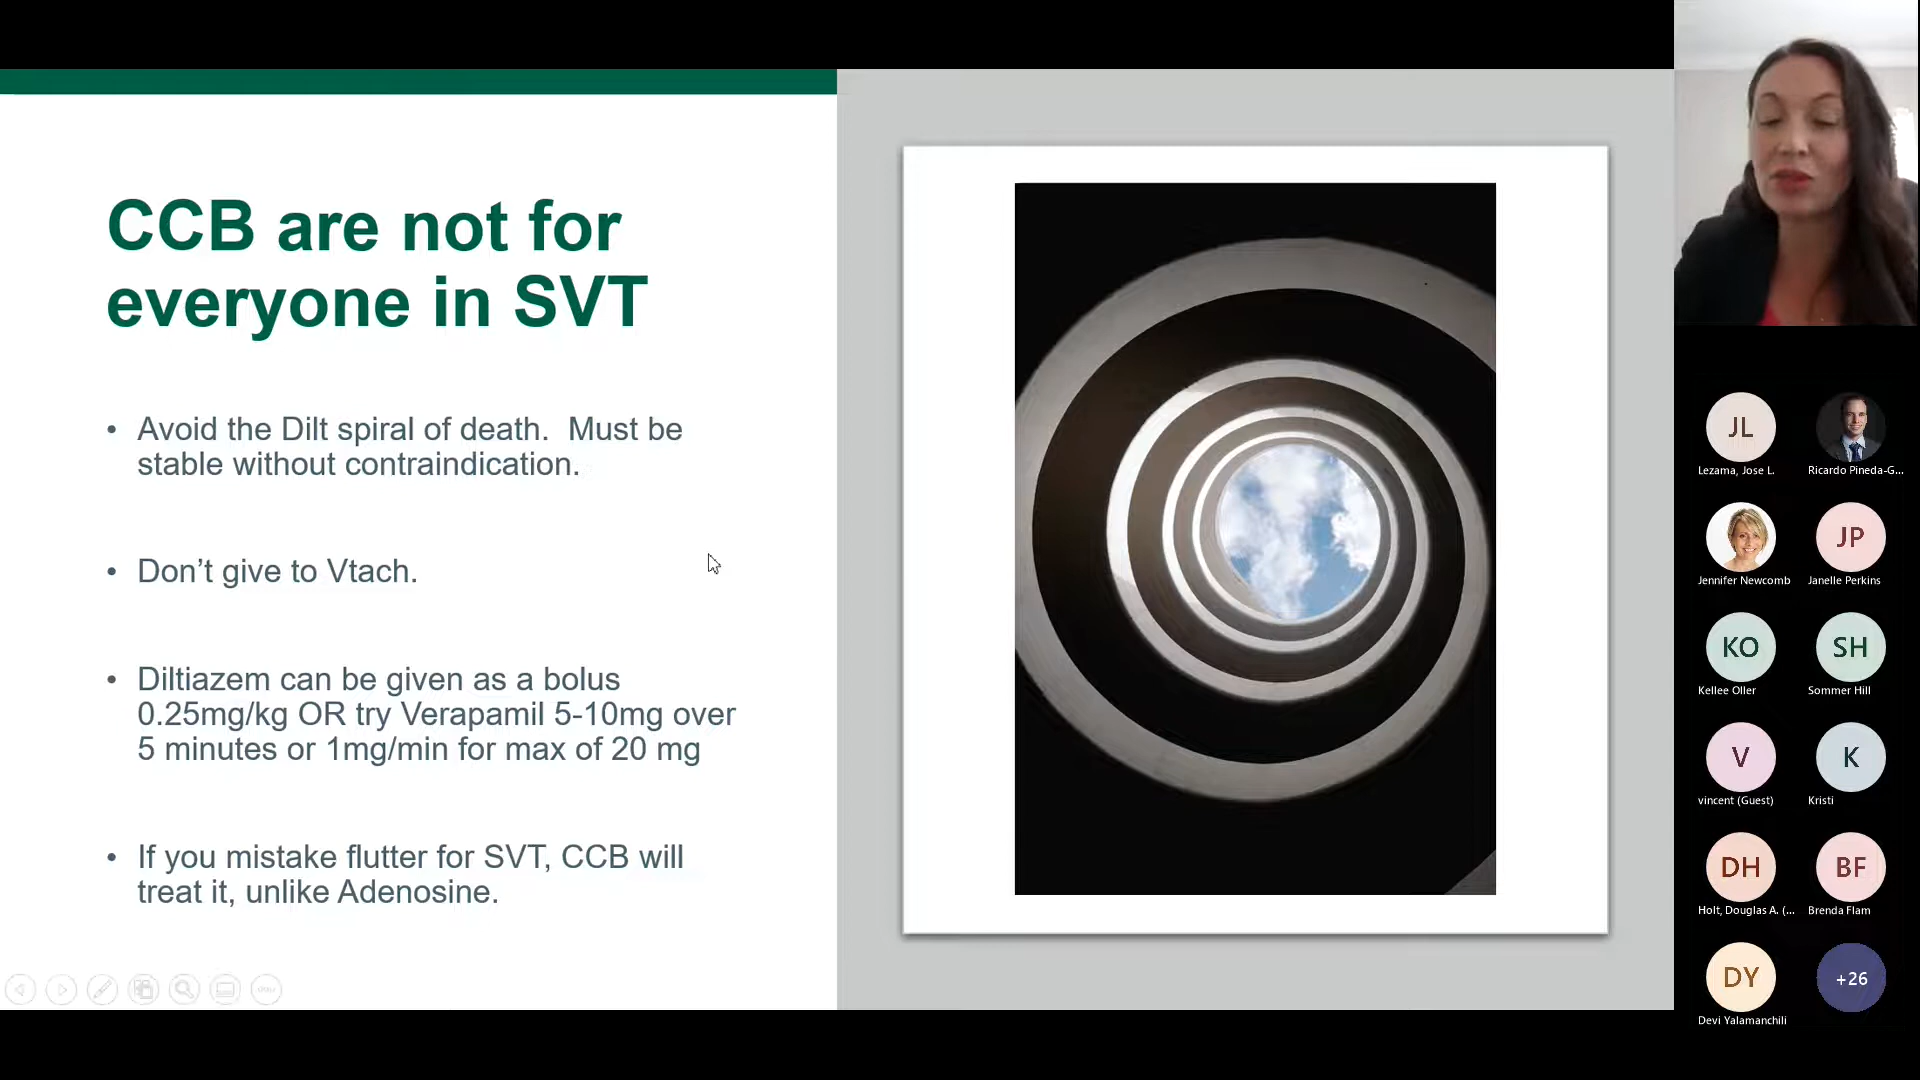 CCB are not for
everyone in SVT
• Avoid the Dilt spiral of death.  Must be
stable without contraindication.
• Don’t give to Vtach.
• Diltiazem can be given as a bolus
0.25mg/kg OR try Verapamil 5-10mg over
5 minutes or 1mg/min for max of 20 mg
• If you mistake flutter for SVT, CCB will
treat it, unlike Adenosine.
JL
Lezama, Jose L.
Ricardo Pineda-G...
Jennifer Newcomb
JP
Janelle Perkins
KO
Kellee Oller
SH
Sommer Hill
V
vincent (Guest)
K
Kristi
DH
Holt, Douglas A. (...
BF
Brenda Flam
DY
Devi Yalamanchili
+26